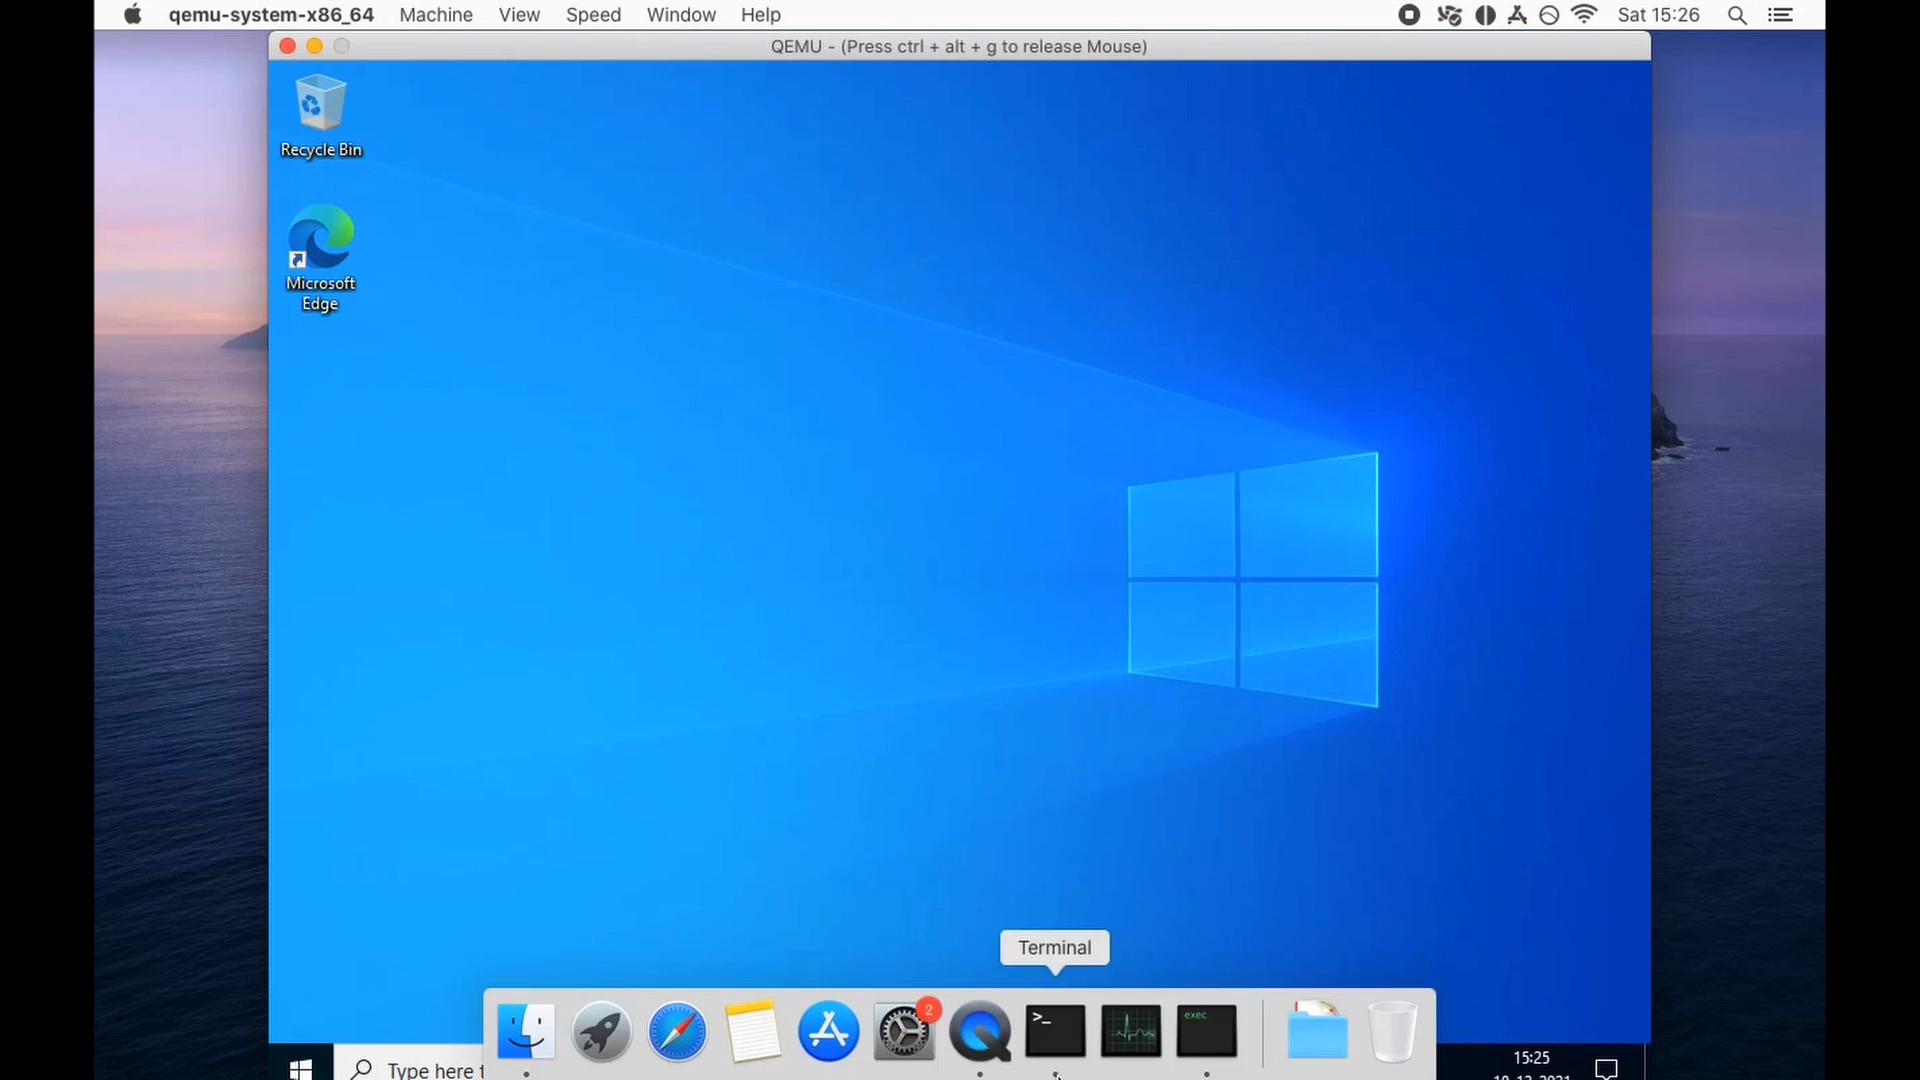 qemu-system-x86_64 Machine View Speed Window Help Sat 15:26
QEMU - (Press ctrl + alt + g to release Mouse)
Recycle Bin
Microsoft
Edge
Terminal
2
>_
exec
Type here t
15:25